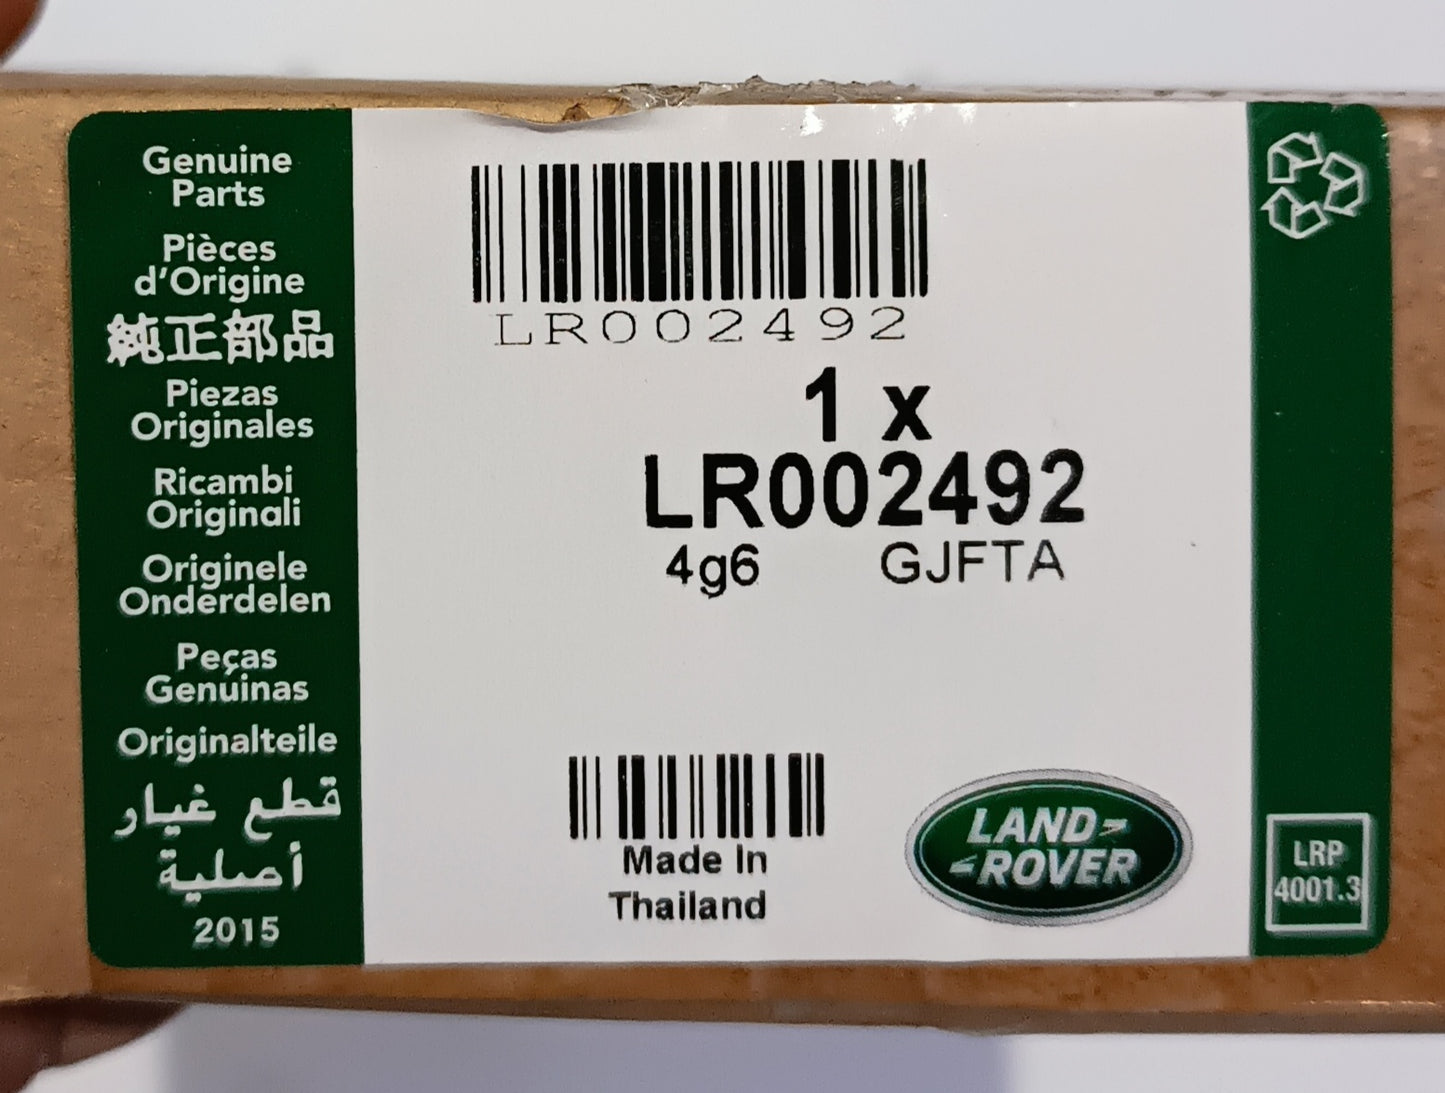 Genuine
Parts
Pièces
d'Origine
純正部品
Piezas
Originales
Ricambi
Originali
Originele
Onderdelen
Peças
Genuinas
Originalteile
قطع غيار
أصلية
2015
LR002492
1 x
LR002492
4g6 GJFTA
Made In
Thailand
LAND-
-ROVER
LRP
4001.3